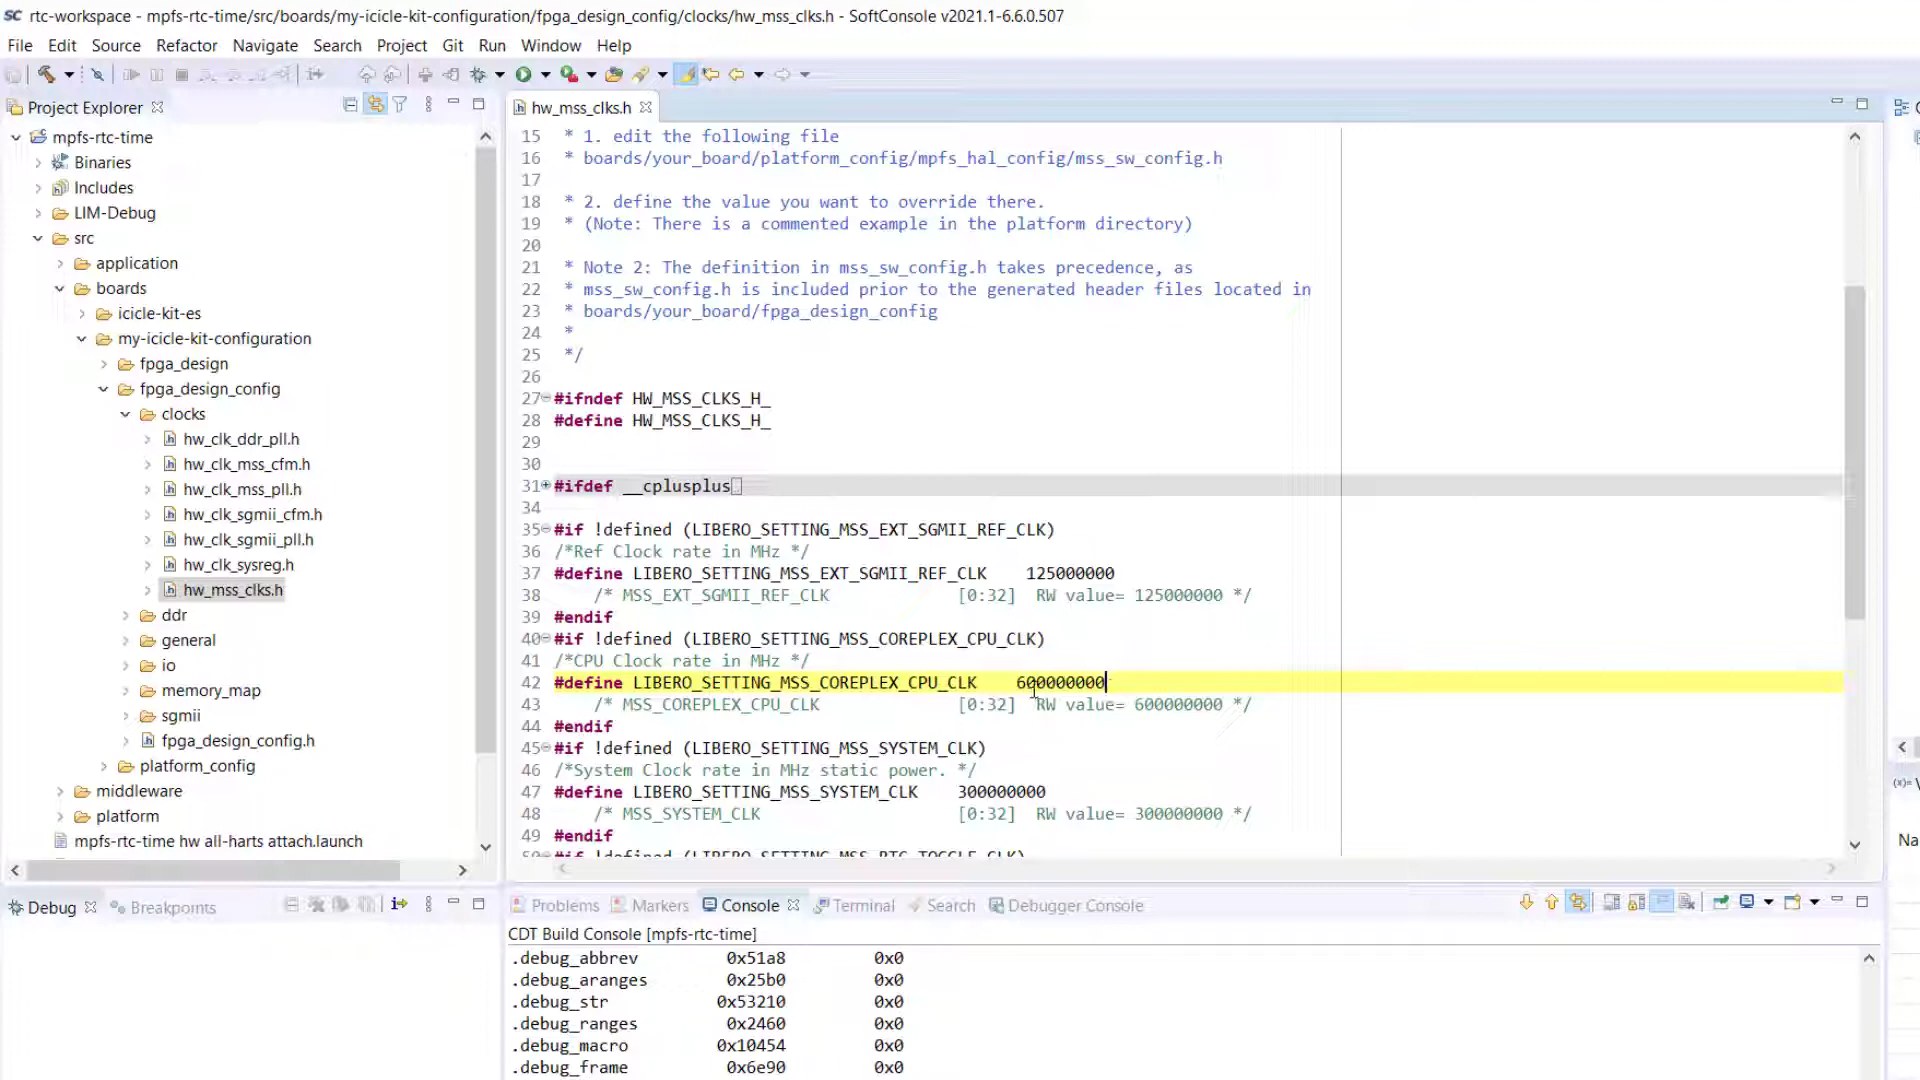 SC rtc-workspace - mpfs-rtc-time/src/boards/my-icicle-kit-configuration/fpga_design_config/clocks/hw_mss_clks.h - SoftConsole v2021.1-6.6.0.507
File Edit Source Refactor Navigate Search Project Git Run Window Help
Project Explorer
mpfs-rtc-time
Binaries
Includes
LIM-Debug
src
application
boards
icicle-kit-es
my-icicle-kit-configuration
fpga_design
fpga_design_config
clocks
hw_clk_ddr_pll.h
hw_clk_mss_cfm.h
hw_clk_mss_pll.h
hw_clk_sgmii_cfm.h
hw_clk_sgmii_pll.h
hw_clk_sysreg.h
hw_mss_clks.h
ddr
general
io
memory_map
sgmii
fpga_design_config.h
platform_config
middleware
platform
mpfs-rtc-time hw all-harts attach.launch
hw_mss_clks.h
15 * 1. edit the following file
16 * boards/your_board/platform_config/mpfs_hal_config/mss_sw_config.h
17
18 * 2. define the value you want to override there.
19 * (Note: There is a commented example in the platform directory)
20
21 * Note 2: The definition in mss_sw_config.h takes precedence, as
22 * mss_sw_config.h is included prior to the generated header files located in
23 * boards/your_board/fpga_design_config
24 *
25 */
26
27 #ifndef HW_MSS_CLKS_H_
28 #define HW_MSS_CLKS_H_
29
30
31 #ifdef __cplusplus
34
35 #if !defined (LIBERO_SETTING_MSS_EXT_SGMII_REF_CLK)
36 /*Ref Clock rate in MHz */
37 #define LIBERO_SETTING_MSS_EXT_SGMII_REF_CLK 125000000
38 /* MSS_EXT_SGMII_REF_CLK [0:32] RW value= 125000000 */
39 #endif
40 #if !defined (LIBERO_SETTING_MSS_COREPLEX_CPU_CLK)
41 /*CPU Clock rate in MHz */
42 #define LIBERO_SETTING_MSS_COREPLEX_CPU_CLK 600000000
43 /* MSS_COREPLEX_CPU_CLK [0:32] RW value= 600000000 */
44 #endif
45 #if !defined (LIBERO_SETTING_MSS_SYSTEM_CLK)
46 /*System Clock rate in MHz static power. */
47 #define LIBERO_SETTING_MSS_SYSTEM_CLK 300000000
48 /* MSS_SYSTEM_CLK [0:32] RW value= 300000000 */
49 #endif
50 #if !defined (LIBERO_SETTING_MSS_RTC_TOGGLE_CLK)
Na
Debug Breakpoints
Problems Markers Console Terminal Search Debugger Console
CDT Build Console [mpfs-rtc-time]
.debug_abbrev 0x51a8 0x0
.debug_aranges 0x25b0 0x0
.debug_str 0x53210 0x0
.debug_ranges 0x2460 0x0
.debug_macro 0x10454 0x0
.debug_frame 0x6e90 0x0